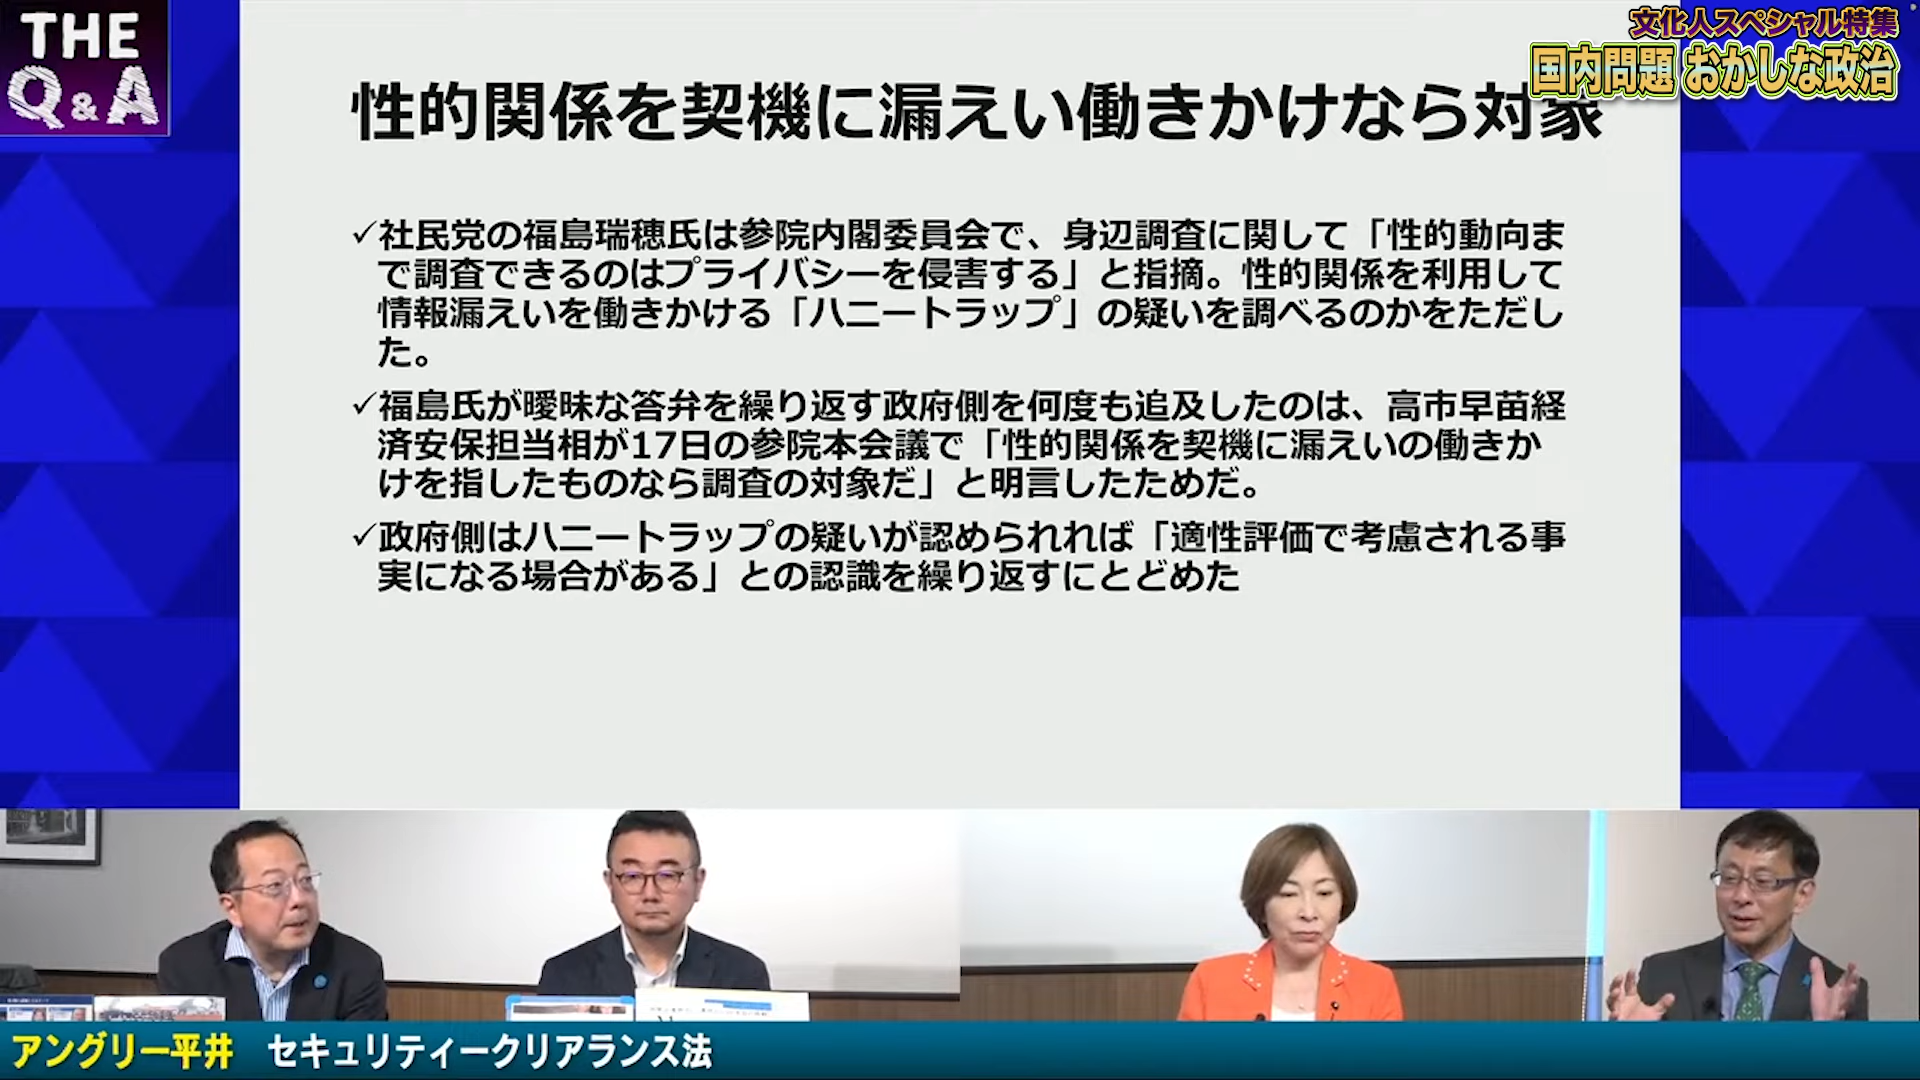 THE
Q&A
文化人スペシャル特集
国内問題 おかしな政治
性的関係を契機に漏えい働きかけなら対象
✓社民党の福島瑞穂氏は参院内閣委員会で、身辺調査に関して「性的動向ま
で調査できるのはプライバシーを侵害する」と指摘。性的関係を利用して
情報漏えいを働きかける「ハニートラップ」の疑いを調べるのかをただし
た。
✓福島氏が曖昧な答弁を繰り返す政府側を何度も追及したのは、高市早苗経
済安保担当相が17日の参院本会議で「性的関係を契機に漏えいの働きか
けを指したものなら調査の対象だ」と明言したためだ。
✓政府側はハニートラップの疑いが認められれば「適性評価で考慮される事
実になる場合がある」との認識を繰り返すにとどめた
アングリー平井 セキュリティークリアランス法